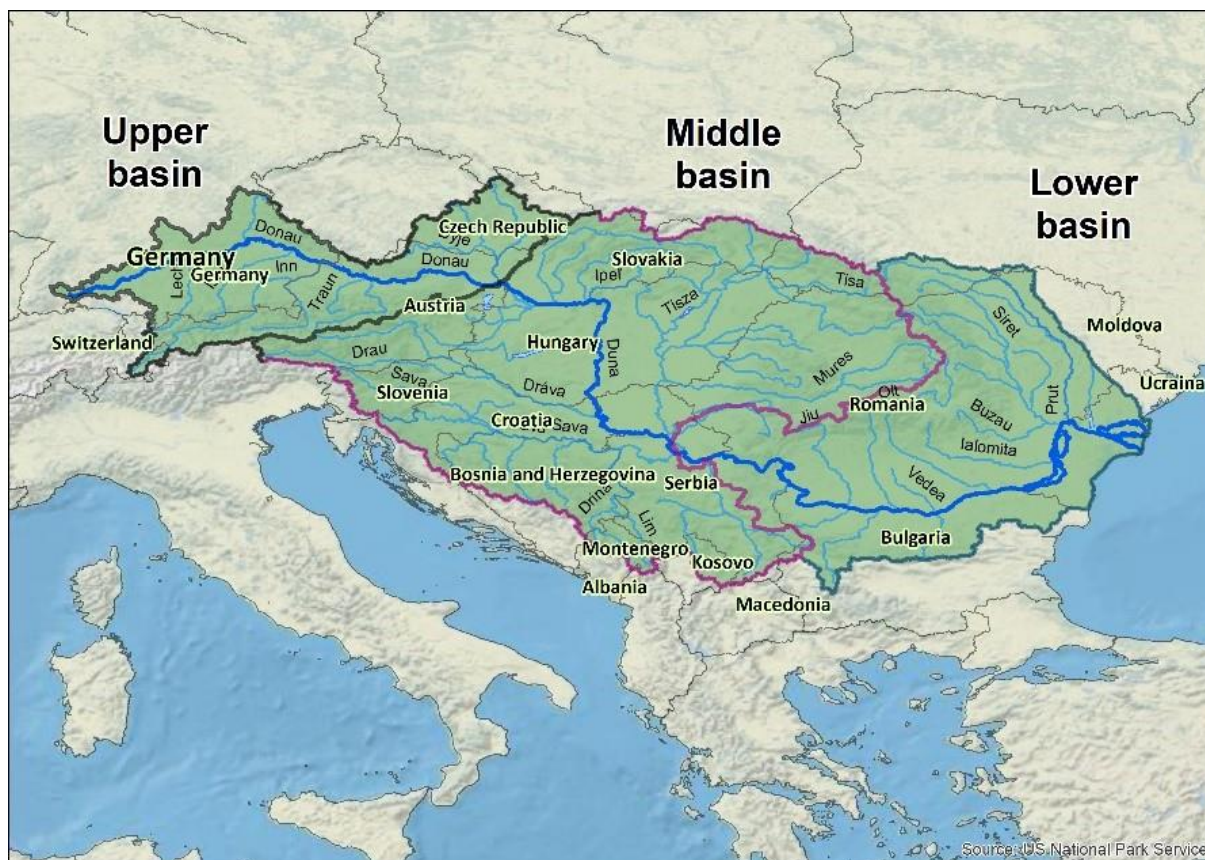 Upper
basin
Middle
basin
Lower
basin
Donau
Germany
Germany
Lech
Inn
Traun
Donau
Czech Republic
Dyje
Austria
Switzerland
Slovakia
Ipel
Tisza
Tisa
Hungary
Duna
Drau
Sava
Slovenia
Dráva
Croatia
Sava
Mures
Olt
Jiu
Romania
Siret
Moldova
Ucraina
Prut
Buzau
Ialomita
Vedea
Bosnia and Herzegovina
Serbia
Drina
Lim
Montenegro
Kosovo
Albania
Macedonia
Bulgaria
Source: US National Park Service